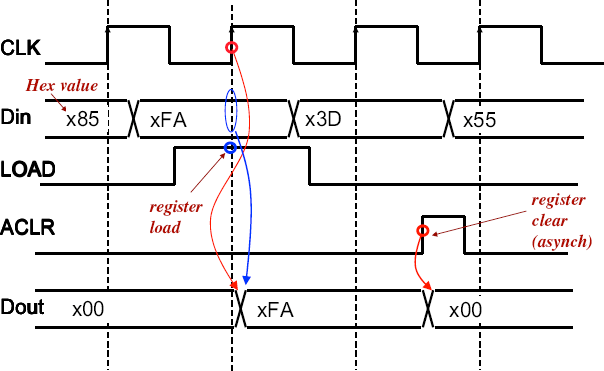 CLK
Hex value
Din x85 xFA x3D x55
LOAD
register
load
register
clear
(asynch)
ACLR
Dout x00 xFA x00